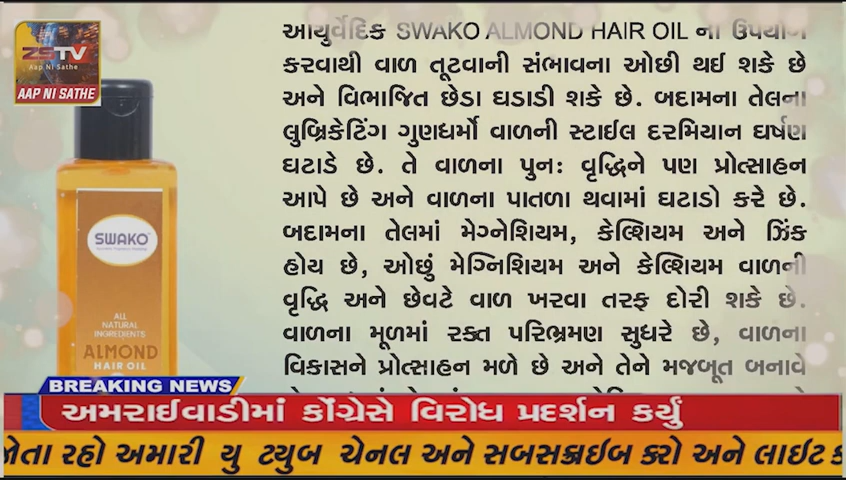 ZSTV
Aap Ni Sathe
AAP NI SATHE
આયુર્વેદિક SWAKO ALMOND HAIR OIL ના ઉપયોગ
કરવાથી વાળ તૂટવાની સંભાવના ઓછી થઈ શકે છે
અને વિભાજિત છેડા ઘડાડી શકે છે. બદામના તેલના
લુબ્રિકેટિંગ ગુણધર્મો વાળની સ્ટાઈલ દરમિયાન ઘર્ષણ
ઘટાડે છે. તે વાળના પુનઃ વૃદ્ધિને પણ પ્રોત્સાહન
આપે છે અને વાળના પાતળા થવામાં ઘટાડો કરે છે.
બદામના તેલમાં મેગ્નેશિયમ, કેલ્શિયમ અને ઝિંક
હોય છે, ઓછું મેગ્નિશિયમ અને કેલ્શિયમ વાળની
વૃદ્ધિ અને છેવટે વાળ ખરવા તરફ દોરી શકે છે.
વાળના મૂળમાં રક્ત પરિભ્રમણ સુધરે છે, વાળના
વિકાસને પ્રોત્સાહન મળે છે અને તેને મજબૂત બનાવે
SWAKO
ALL
NATURAL
INGREDIENTS
ALMOND
HAIR OIL
BREAKING NEWS
અમરાઈવાડીમાં કોંગ્રેસે વિરોધ પ્રદર્શન કર્યું
જોતા રહો અમારી યુ ટ્યુબ ચેનલ અને સબસક્રાઈબ કરો અને લાઈટ